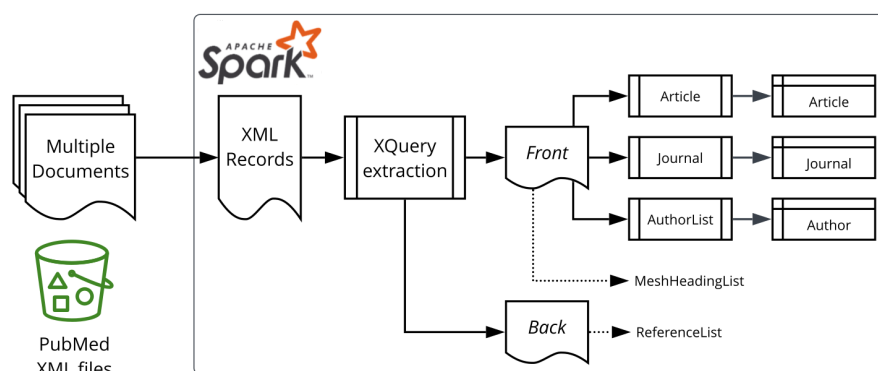 APACHE
Spark
TM
Multiple
Documents
XML
Records
XQuery
extraction
Front
Article
Article
Journal
Journal
AuthorList
Author
MeshHeadingList
Back
ReferenceList
PubMed
XML files